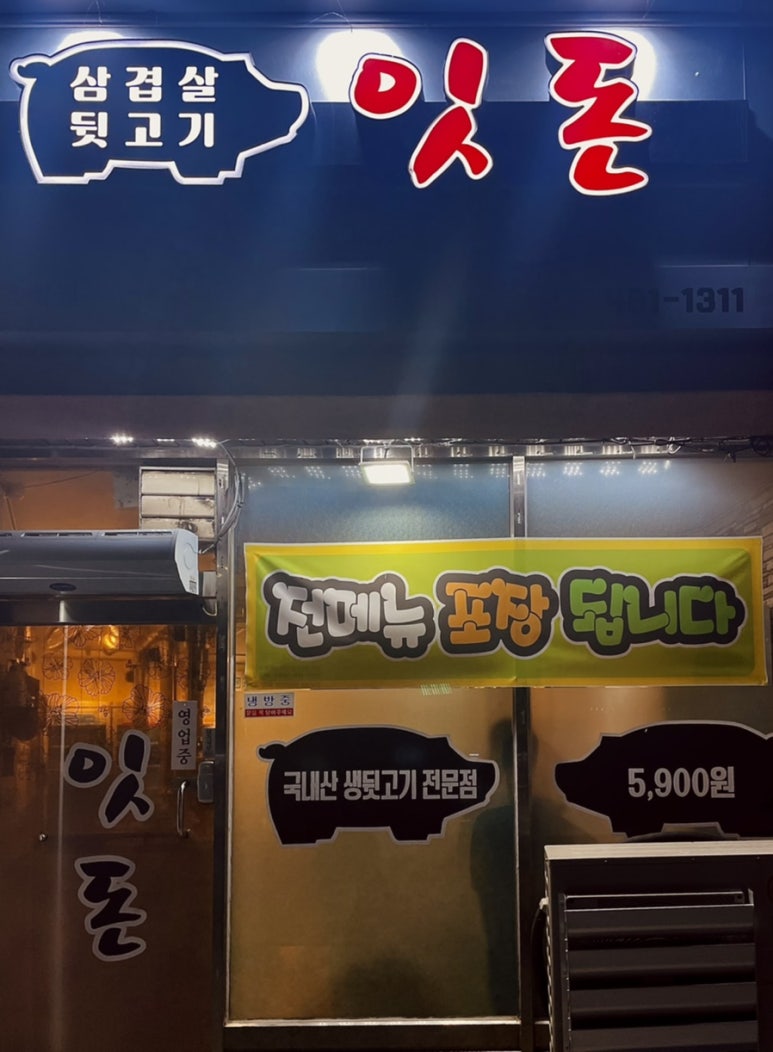 삼겹살
뒷고기
잇돈
-1311
전메뉴 포장 됩니다
냉방중
영업중
잇
돈
국내산 생뒷고기 전문점
5,900원